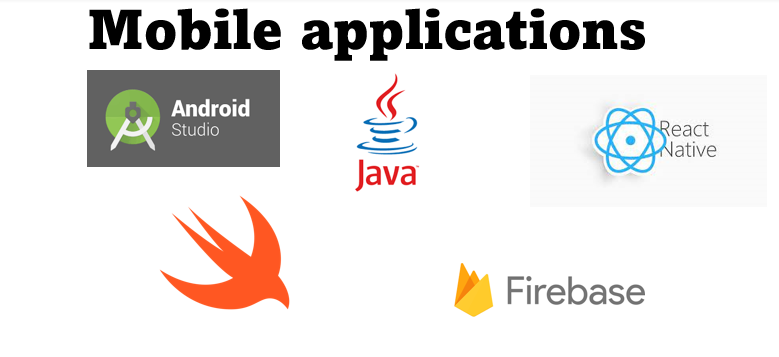 Mobile applications
Android
Studio
Java
React
Native
Firebase